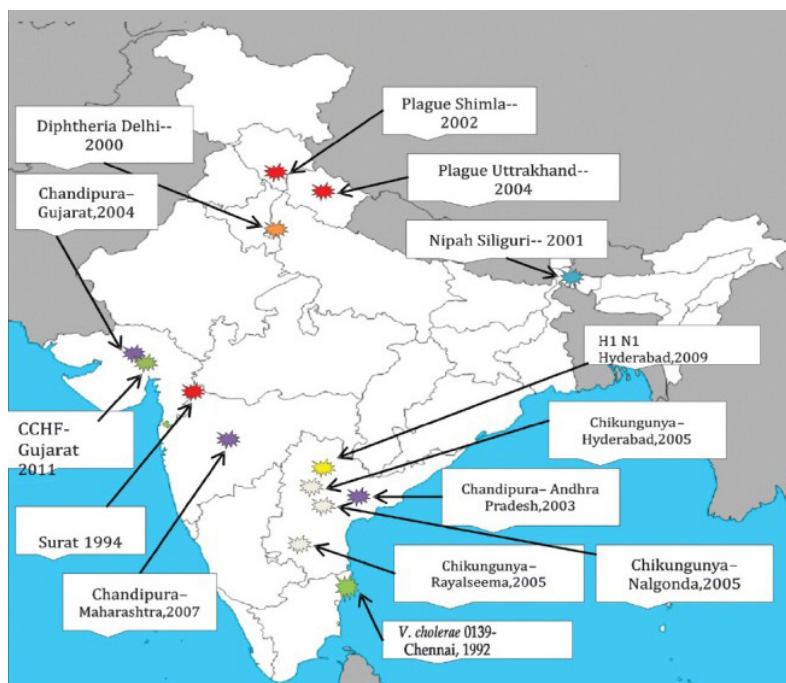 Plague Shimla--
2002
Diphtheria Delhi--
2000
Plague Uttrakhand--
2004
Chandipura–
Gujarat,2004
Nipah Siliguri-- 2001
H1 N1
Hyderabad,2009
CCHF-
Gujarat
2011
Chikungunya–
Hyderabad,2005
Chandipura– Andhra
Pradesh,2003
Surat 1994
Chikungunya–
Rayalseema,2005
Chikungunya–
Nalgonda,2005
Chandipura–
Maharashtra,2007
V. cholerae 0139-
Chennai, 1992